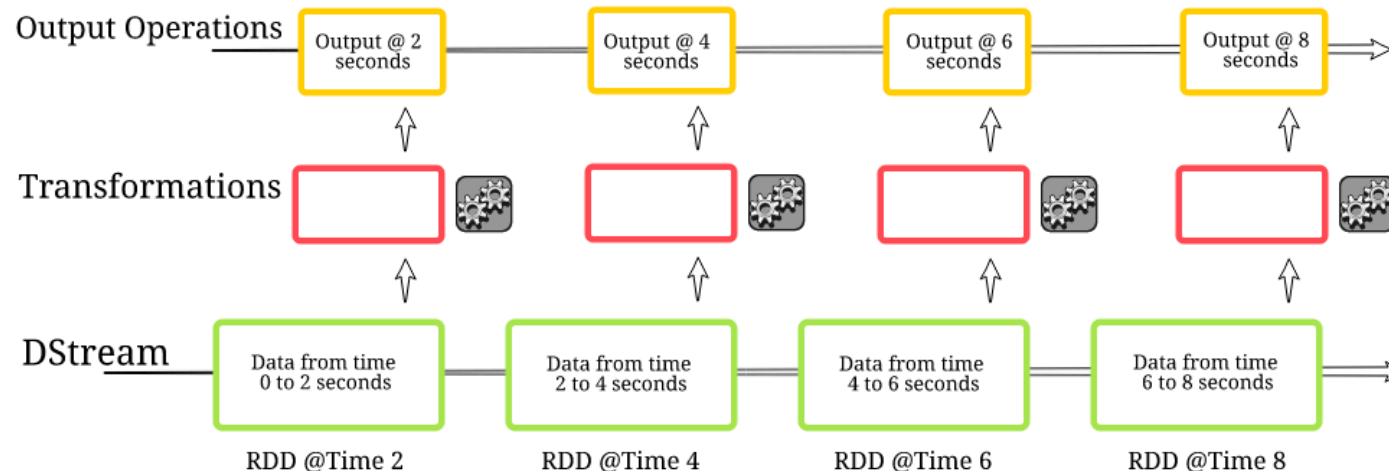 Output Operations
Output @ 2
seconds
Output @ 4
seconds
Output @ 6
seconds
Output @ 8
seconds
Transformations
DStream
Data from time
0 to 2 seconds
Data from time
2 to 4 seconds
Data from time
4 to 6 seconds
Data from time
6 to 8 seconds
RDD @Time 2
RDD @Time 4
RDD @Time 6
RDD @Time 8